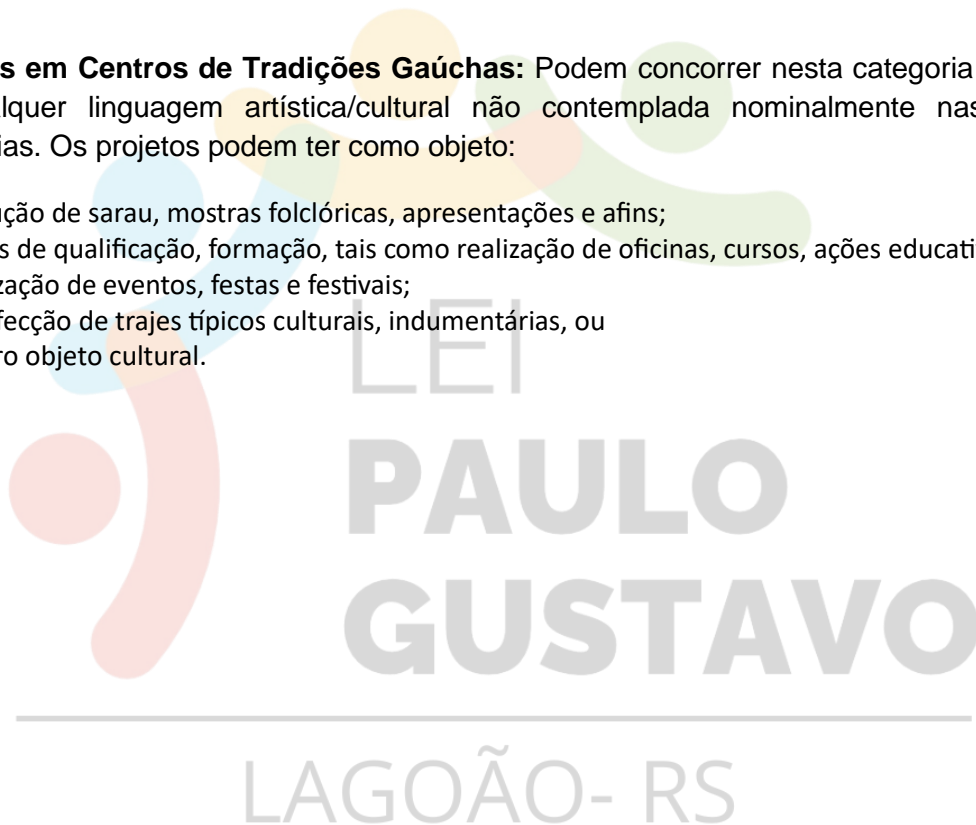 s em Centros de Tradições Gaúchas: Podem concorrer nesta categoria
lquer linguagem artística/cultural não contemplada nominalmente nas
ias. Os projetos podem ter como objeto:
ução de sarau, mostras folclóricas, apresentações e afins;
s de qualificação, formação, tais como realização de oficinas, cursos, ações educati
zação de eventos, festas e festivais;
fecção de trajes típicos culturais, indumentárias, ou
ro objeto cultural.
LEI
PAULO
GUSTAVO
LAGOÃO- RS